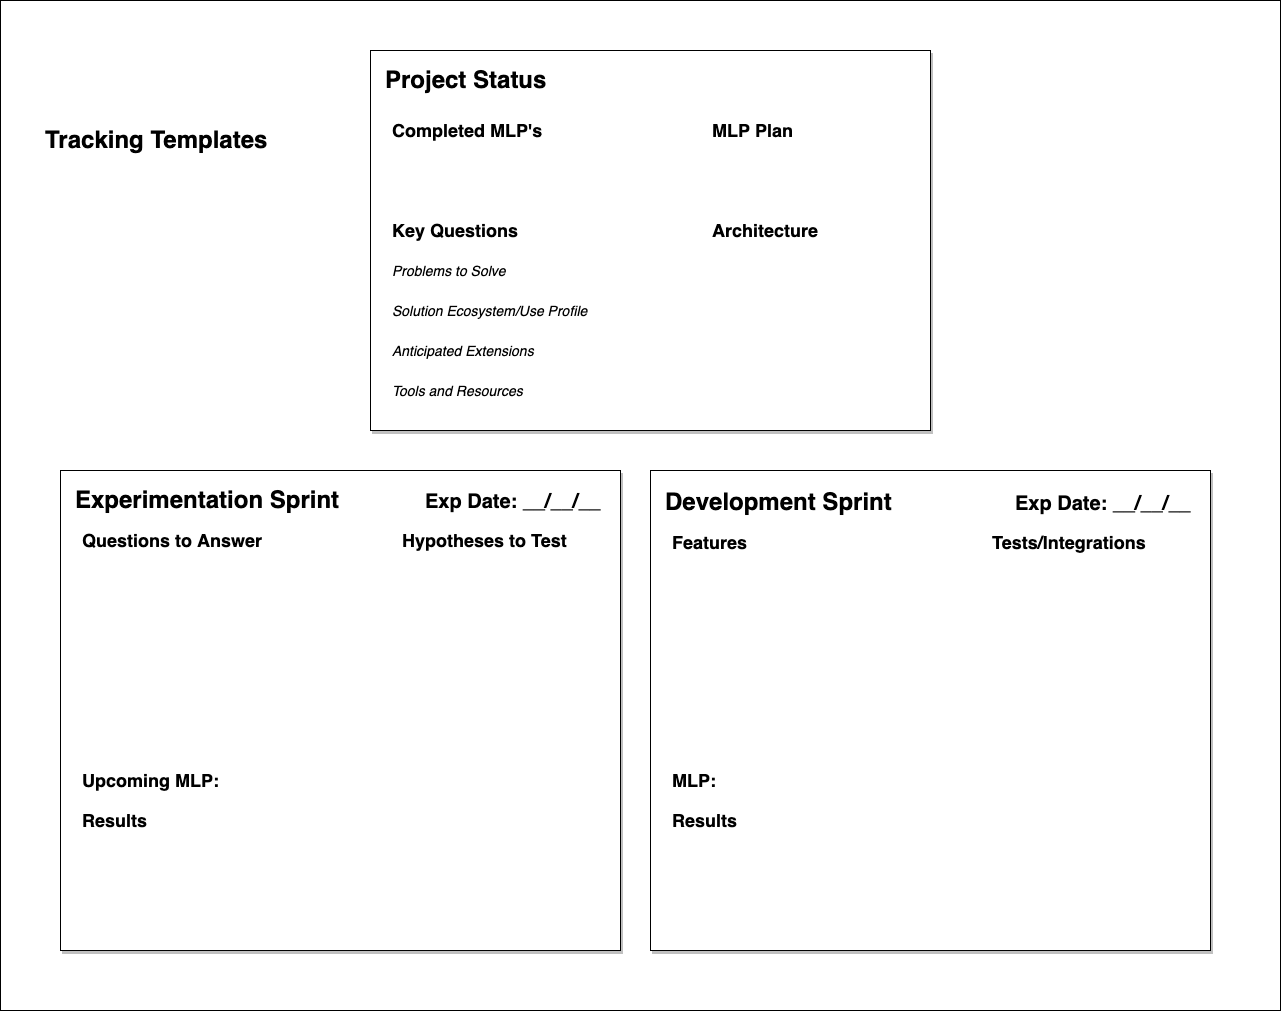 Tracking Templates
Project Status
Completed MLP's
MLP Plan
Key Questions
Architecture
Problems to Solve
Solution Ecosystem/Use Profile
Anticipated Extensions
Tools and Resources
Experimentation Sprint
Exp Date: __/__/__
Questions to Answer
Hypotheses to Test
Upcoming MLP:
Results
Development Sprint
Exp Date: __/__/__
Features
Tests/Integrations
MLP:
Results